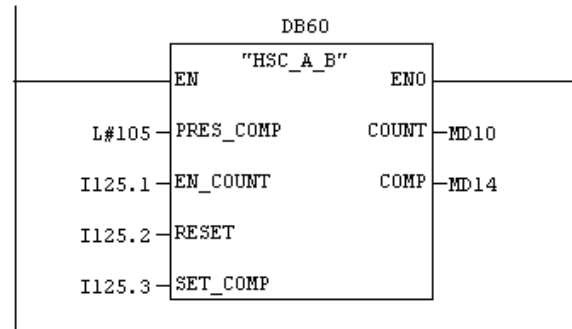 DB60
"HSC_A_B"
EN ENO
L#105 PRES_COMP COUNT MD10
I125.1 EN_COUNT COMP MD14
I125.2 RESET
I125.3 SET_COMP